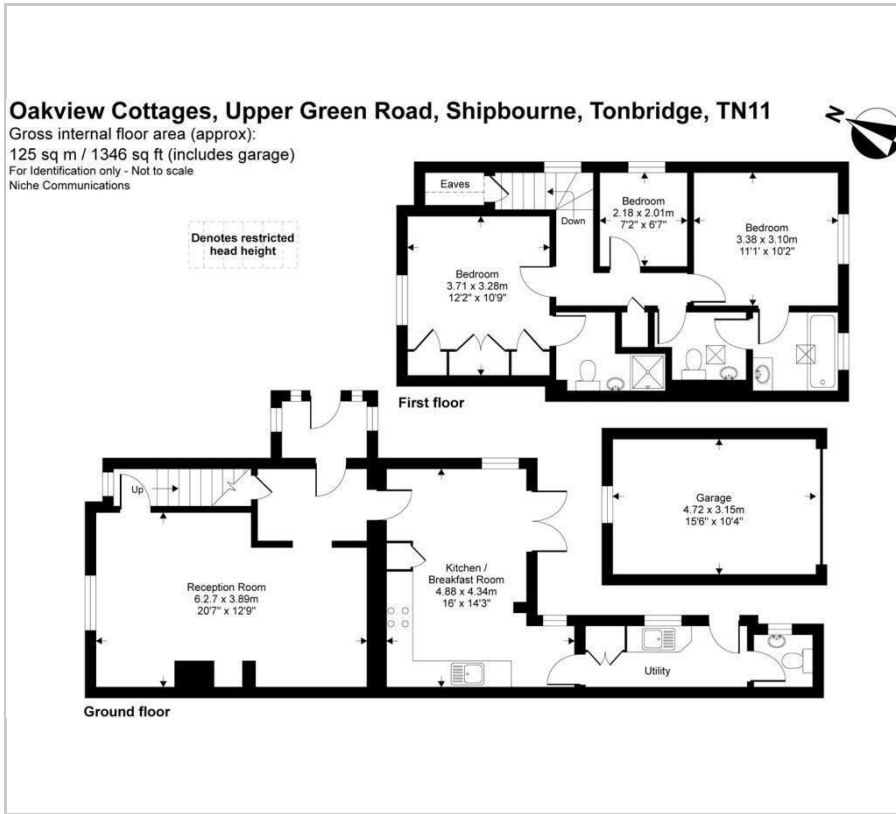 Oakview Cottages, Upper Green Road, Shipbourne, Tonbridge, TN11
Gross internal floor area (approx):
125 sq m / 1346 sq ft (includes garage)
For Identification only - Not to scale
Niche Communications
N
Denotes restricted
head height
Eaves
Down
Bedroom
2.18 x 2.01m
7'2" x 6'7"
Bedroom
3.38 x 3.10m
11'1' x 10'2"
Bedroom
3.71 x 3.28m
12'2" x 10'9"
First floor
Up
Reception Room
6.2.7 x 3.89m
20'7" x 12'9"
Kitchen /
Breakfast Room
4.88 x 4.34m
16' x 14'3"
Utility
Garage
4.72 x 3.15m
15'6" x 10'4"
Ground floor